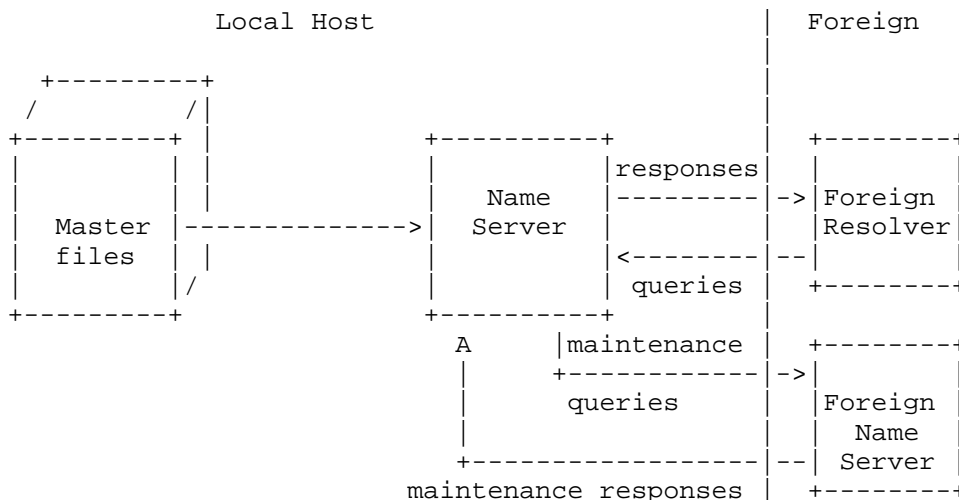 Local Host | Foreign
|
+---------+ |
/ /| |
+---------+ | +----------+ | +--------+
| | | | |responses| | |
| | | | Name |---------|->|Foreign |
| Master |-------------->| Server | | |Resolver|
| files | | | |<--------|--| |
| |/ | | queries | +--------+
+---------+ +----------+ |
A |maintenance | +--------+
| +------------|->| |
| queries | |Foreign |
| | | Name |
+------------------|--| Server |
maintenance responses | +--------+